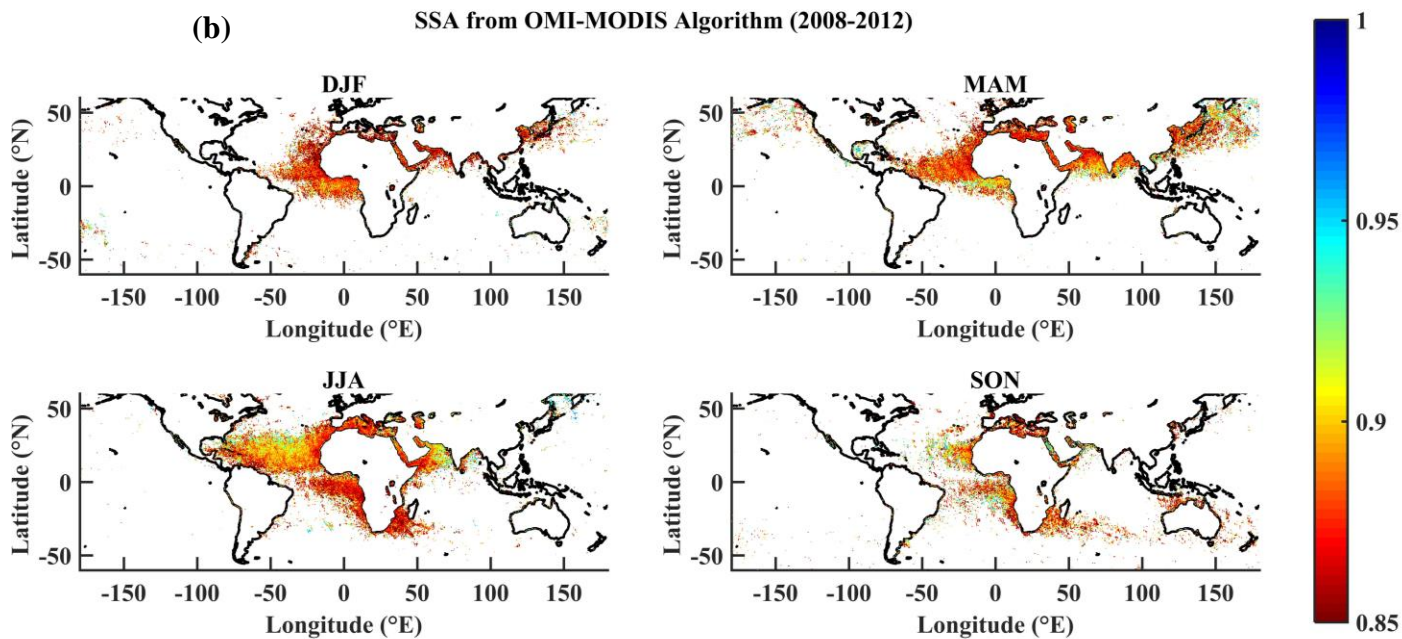 (b)
SSA from OMI-MODIS Algorithm (2008-2012)
DJF
50
0
-50
Latitude (°N)
-150 -100 -50 0 50 100 150
Longitude (°E)
MAM
50
0
-50
Latitude (°N)
-150 -100 -50 0 50 100 150
Longitude (°E)
JJA
50
0
-50
Latitude (°N)
-150 -100 -50 0 50 100 150
Longitude (°E)
SON
50
0
-50
Latitude (°N)
-150 -100 -50 0 50 100 150
Longitude (°E)
1
0.95
0.9
0.85